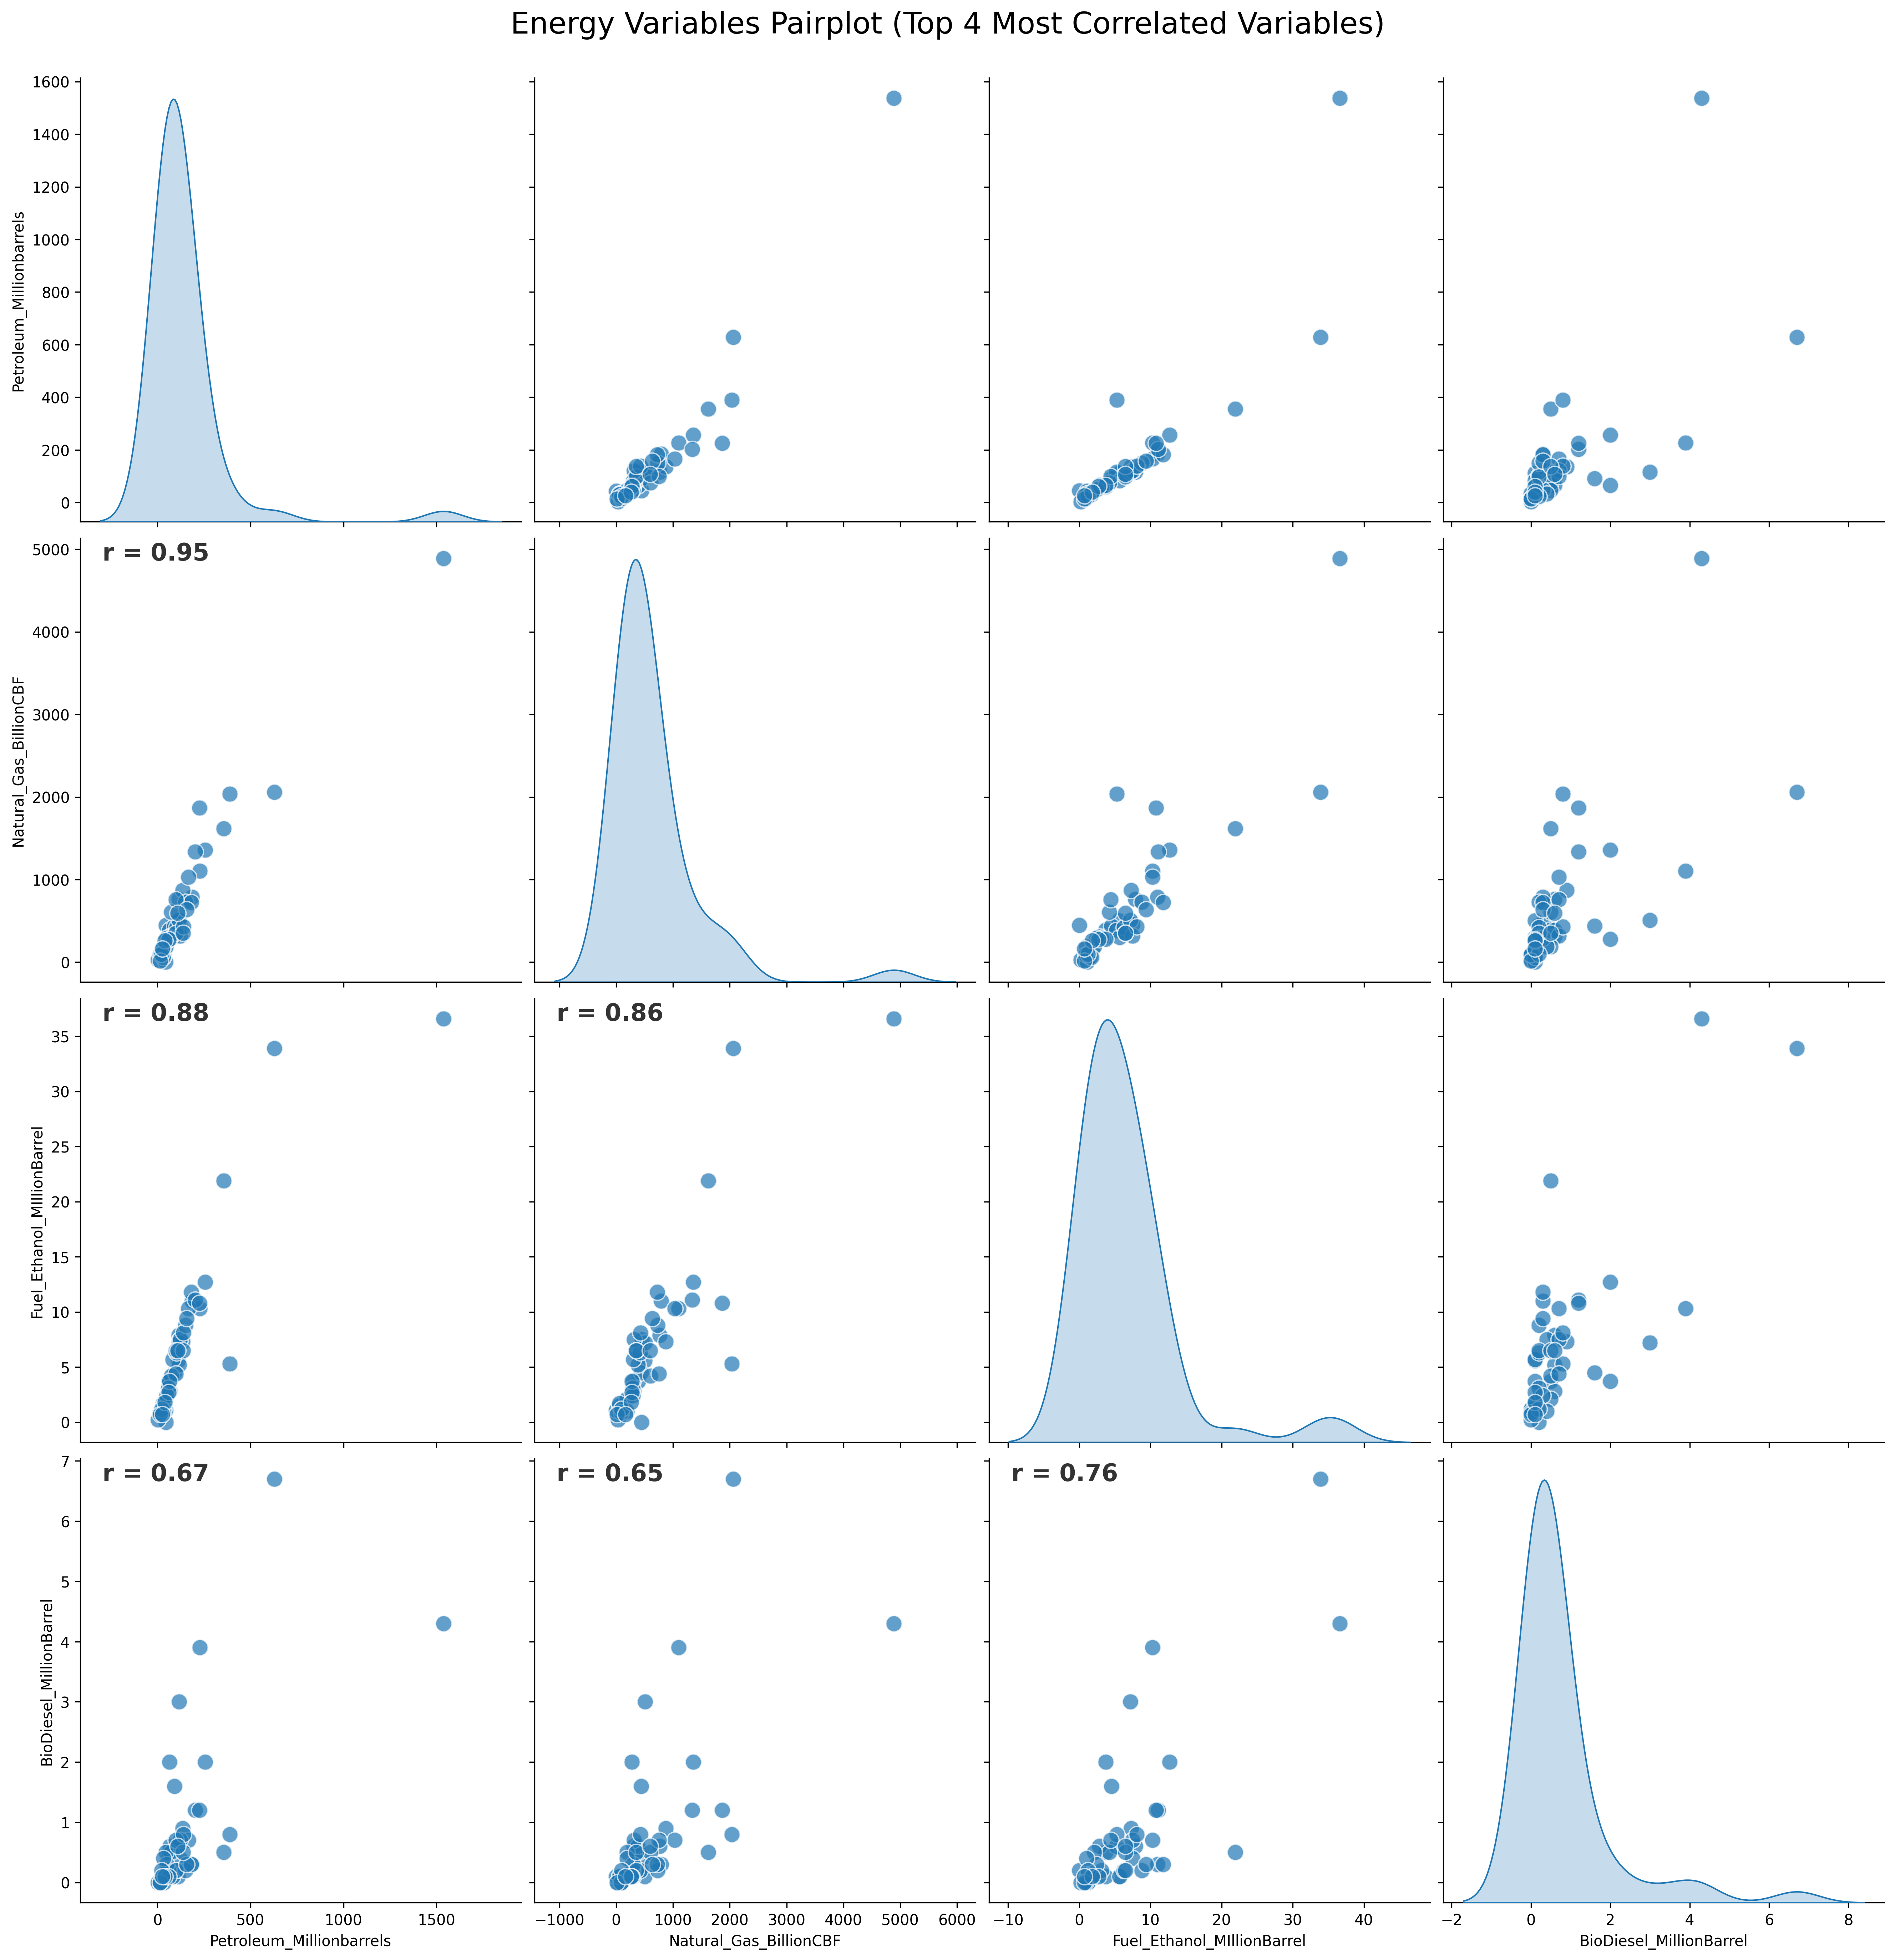 Energy Variables Pairplot (Top 4 Most Correlated Variables)
1600
1400
1200
1000
800
600
400
200
0
Petroleum_Millionbarrels
r = 0.95
5000
4000
3000
2000
1000
0
Natural_Gas_BillionCBF
r = 0.88
r = 0.86
35
30
25
20
15
10
5
0
Fuel_Ethanol_MIllionBarrel
r = 0.67
r = 0.65
r = 0.76
7
6
5
4
3
2
1
0
BioDiesel_MillionBarrel
0 500 1000 1500
−1000 0 1000 2000 3000 4000 5000 6000
−10 0 10 20 30 40
−2 0 2 4 6 8
Petroleum_Millionbarrels
Natural_Gas_BillionCBF
Fuel_Ethanol_MIllionBarrel
BioDiesel_MillionBarrel